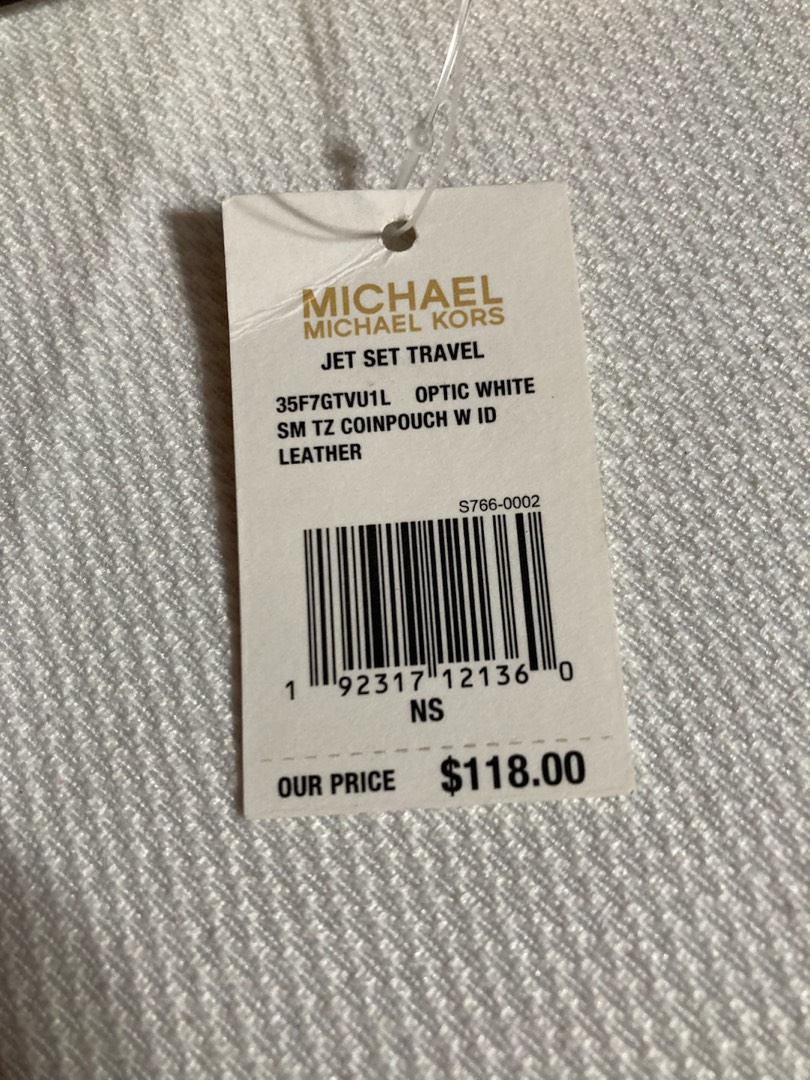 MICHAEL
MICHAEL KORS
JET SET TRAVEL
35F7GTVU1L OPTIC WHITE
SM TZ COINPOUCH W ID
LEATHER
S766-0002
1 92317 12136 0
NS
OUR PRICE $118.00